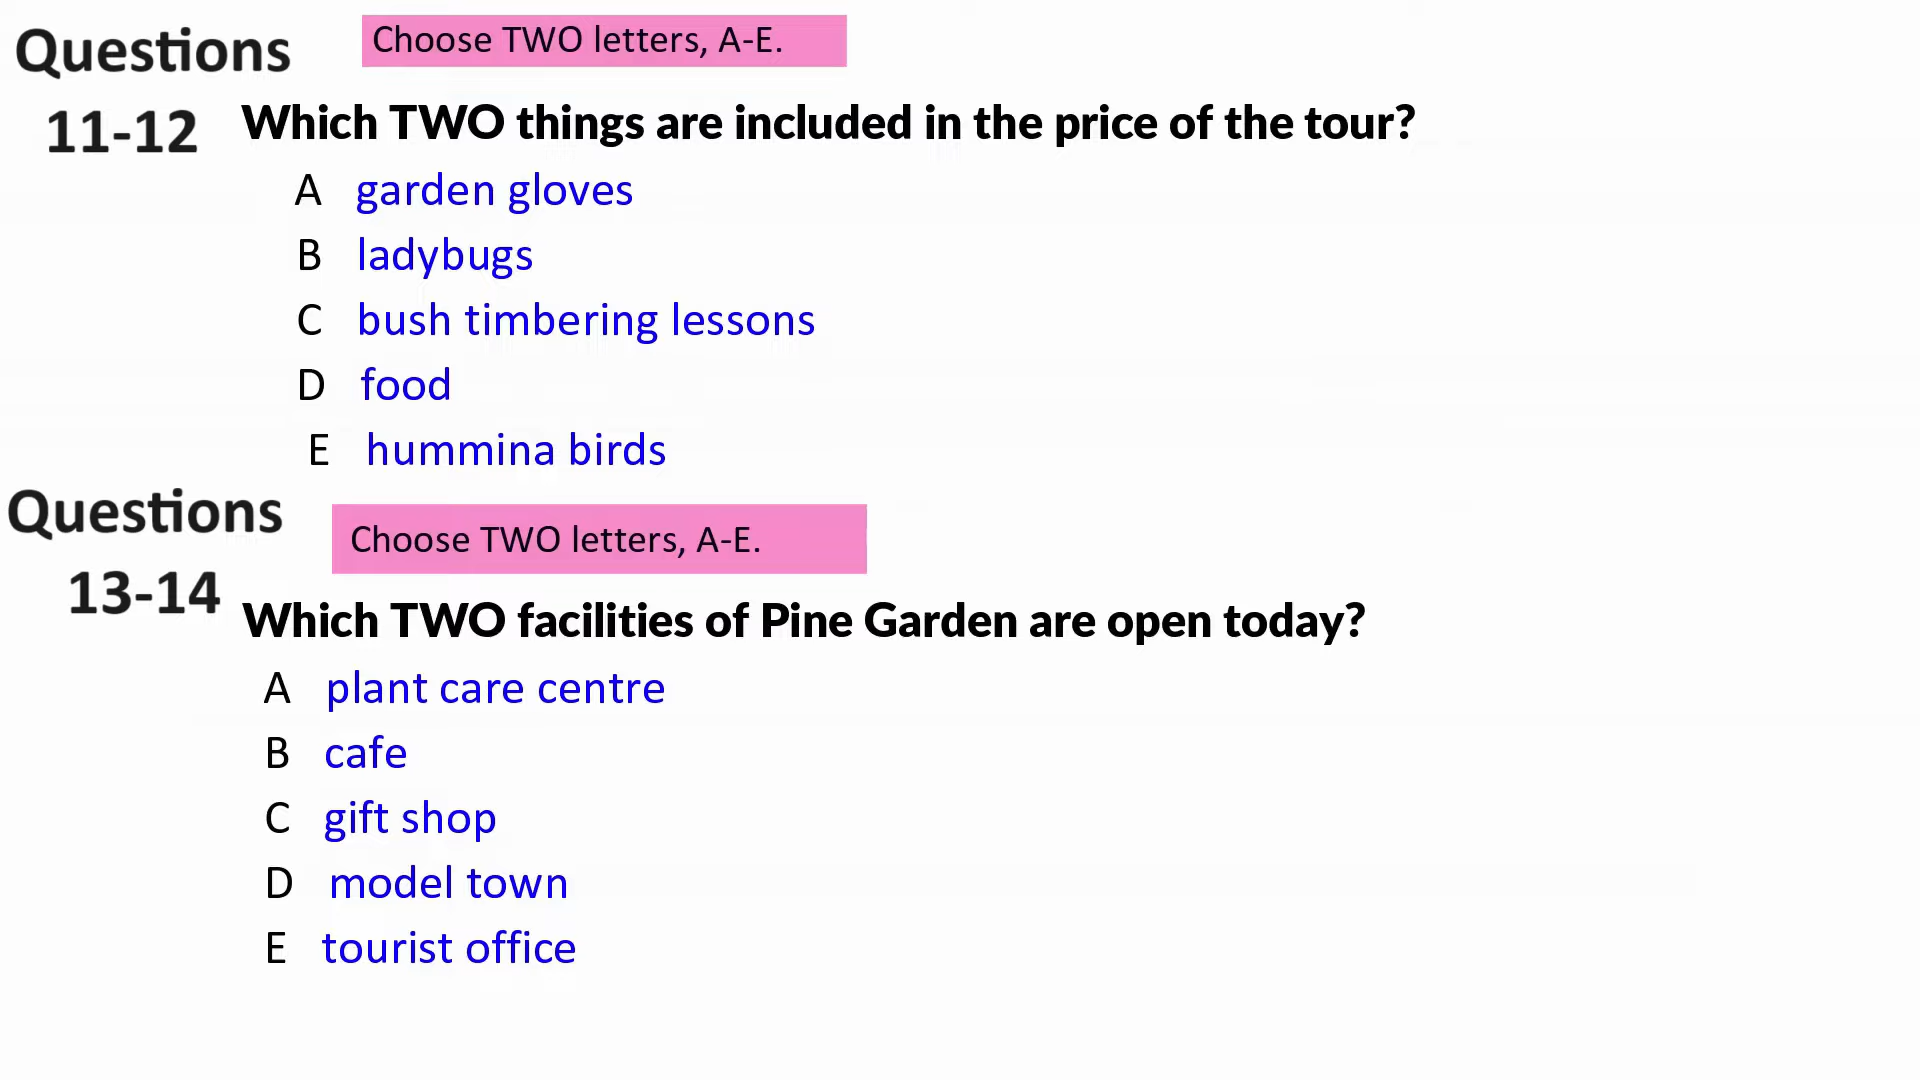 Questions
11-12
Choose TWO letters, A-E.
Which TWO things are included in the price of the tour?
A garden gloves
B ladybugs
C bush timbering lessons
D food
E hummina birds
Questions
13-14
Choose TWO letters, A-E.
Which TWO facilities of Pine Garden are open today?
A plant care centre
B cafe
C gift shop
D model town
E tourist office